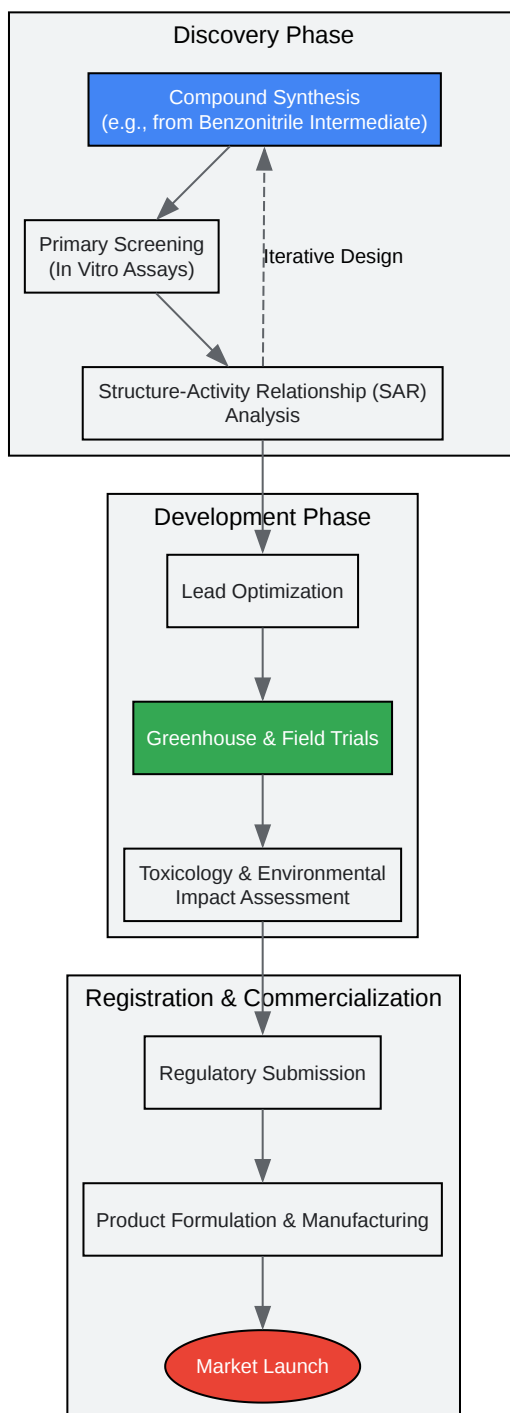 Discovery Phase
Compound Synthesis
(e.g., from Benzonitrile Intermediate)
Primary Screening
(In Vitro Assays)
Iterative Design
Structure-Activity Relationship (SAR)
Analysis
Development Phase
Lead Optimization
Greenhouse & Field Trials
Toxicology & Environmental
Impact Assessment
Registration & Commercialization
Regulatory Submission
Product Formulation & Manufacturing
Market Launch